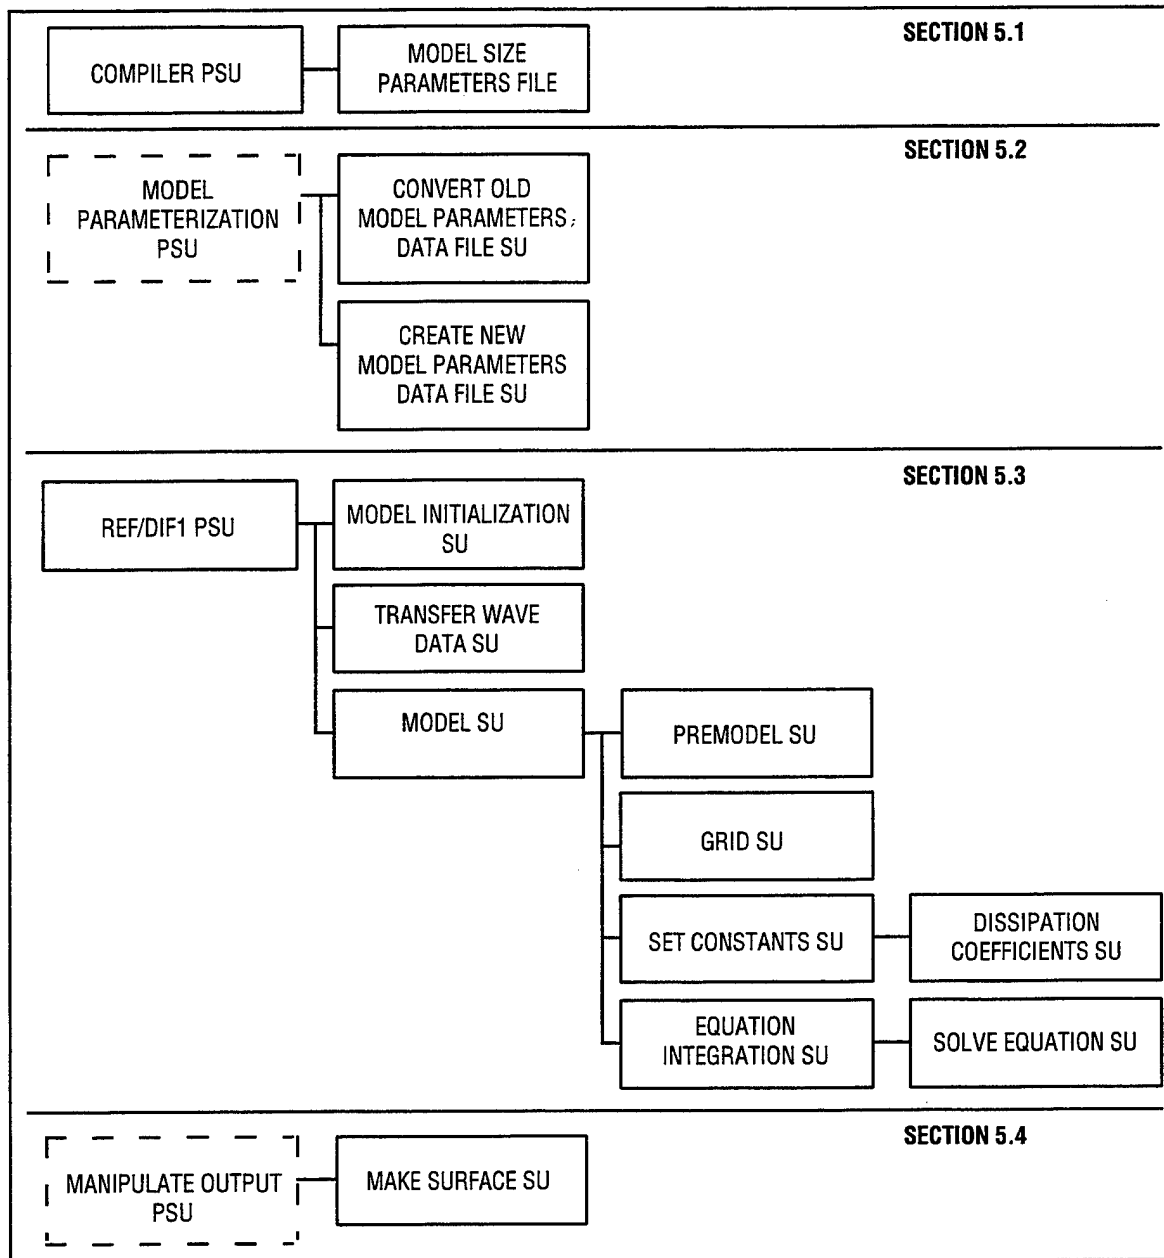 SECTION 5.1
COMPILER PSU
MODEL SIZE
PARAMETERS FILE
SECTION 5.2
MODEL
PARAMETERIZATION
PSU
CONVERT OLD
MODEL PARAMETERS
DATA FILE SU
CREATE NEW
MODEL PARAMETERS
DATA FILE SU
SECTION 5.3
REF/DIF1 PSU
MODEL INITIALIZATION
SU
TRANSFER WAVE
DATA SU
MODEL SU
PREMODEL SU
GRID SU
SET CONSTANTS SU
DISSIPATION
COEFFICIENTS SU
EQUATION
INTEGRATION SU
SOLVE EQUATION SU
SECTION 5.4
MANIPULATE OUTPUT
PSU
MAKE SURFACE SU